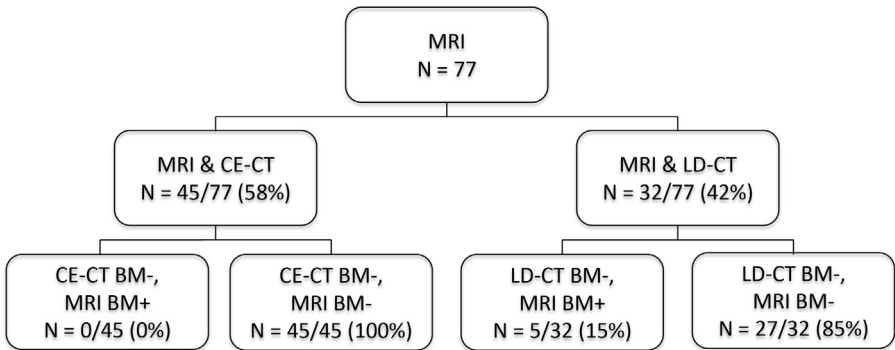 MRI
N = 77
MRI & CE-CT
N = 45/77 (58%)
MRI & LD-CT
N = 32/77 (42%)
CE-CT BM-,
MRI BM+
N = 0/45 (0%)
CE-CT BM-,
MRI BM-
N = 45/45 (100%)
LD-CT BM-,
MRI BM+
N = 5/32 (15%)
LD-CT BM-,
MRI BM-
N = 27/32 (85%)